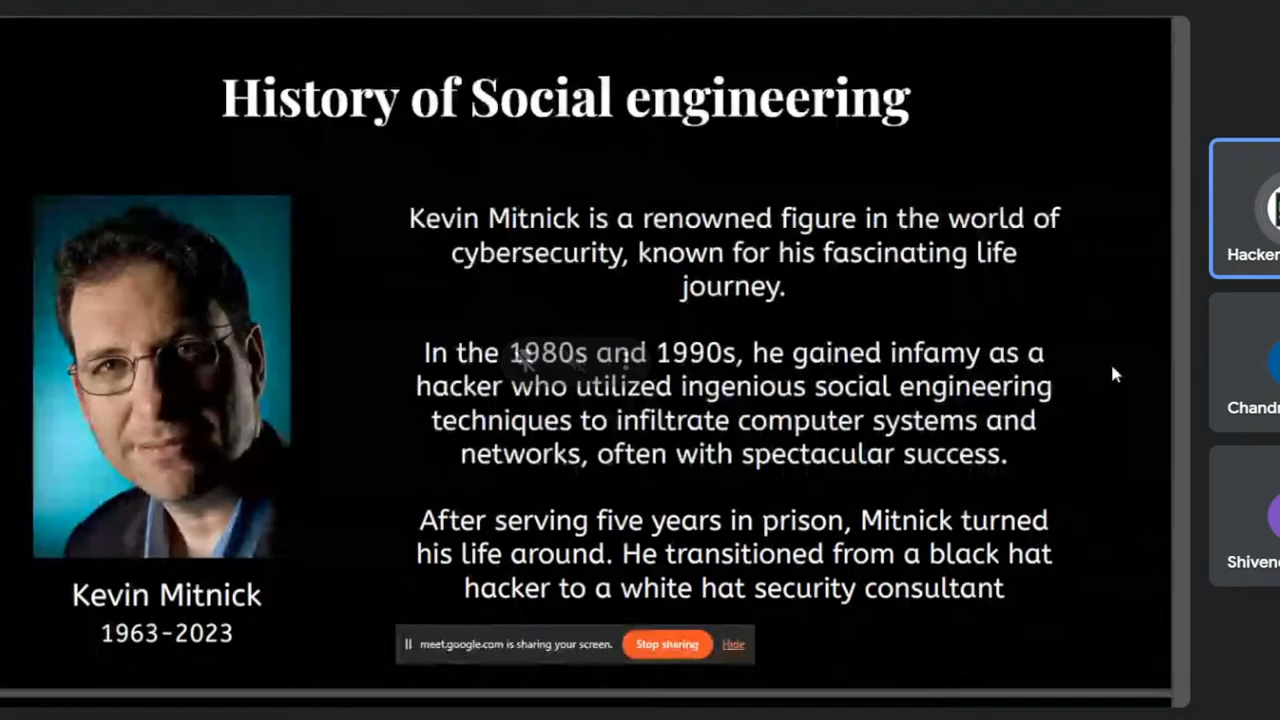 History of Social engineering
Kevin Mitnick is a renowned figure in the world of
cybersecurity, known for his fascinating life
journey.
In the 1980s and 1990s, he gained infamy as a
hacker who utilized ingenious social engineering
techniques to infiltrate computer systems and
networks, often with spectacular success.
After serving five years in prison, Mitnick turned
his life around. He transitioned from a black hat
hacker to a white hat security consultant
Kevin Mitnick
1963-2023
meet.google.com is sharing your screen.
Stop sharing
Hide
Hacker
Chand
Shiven